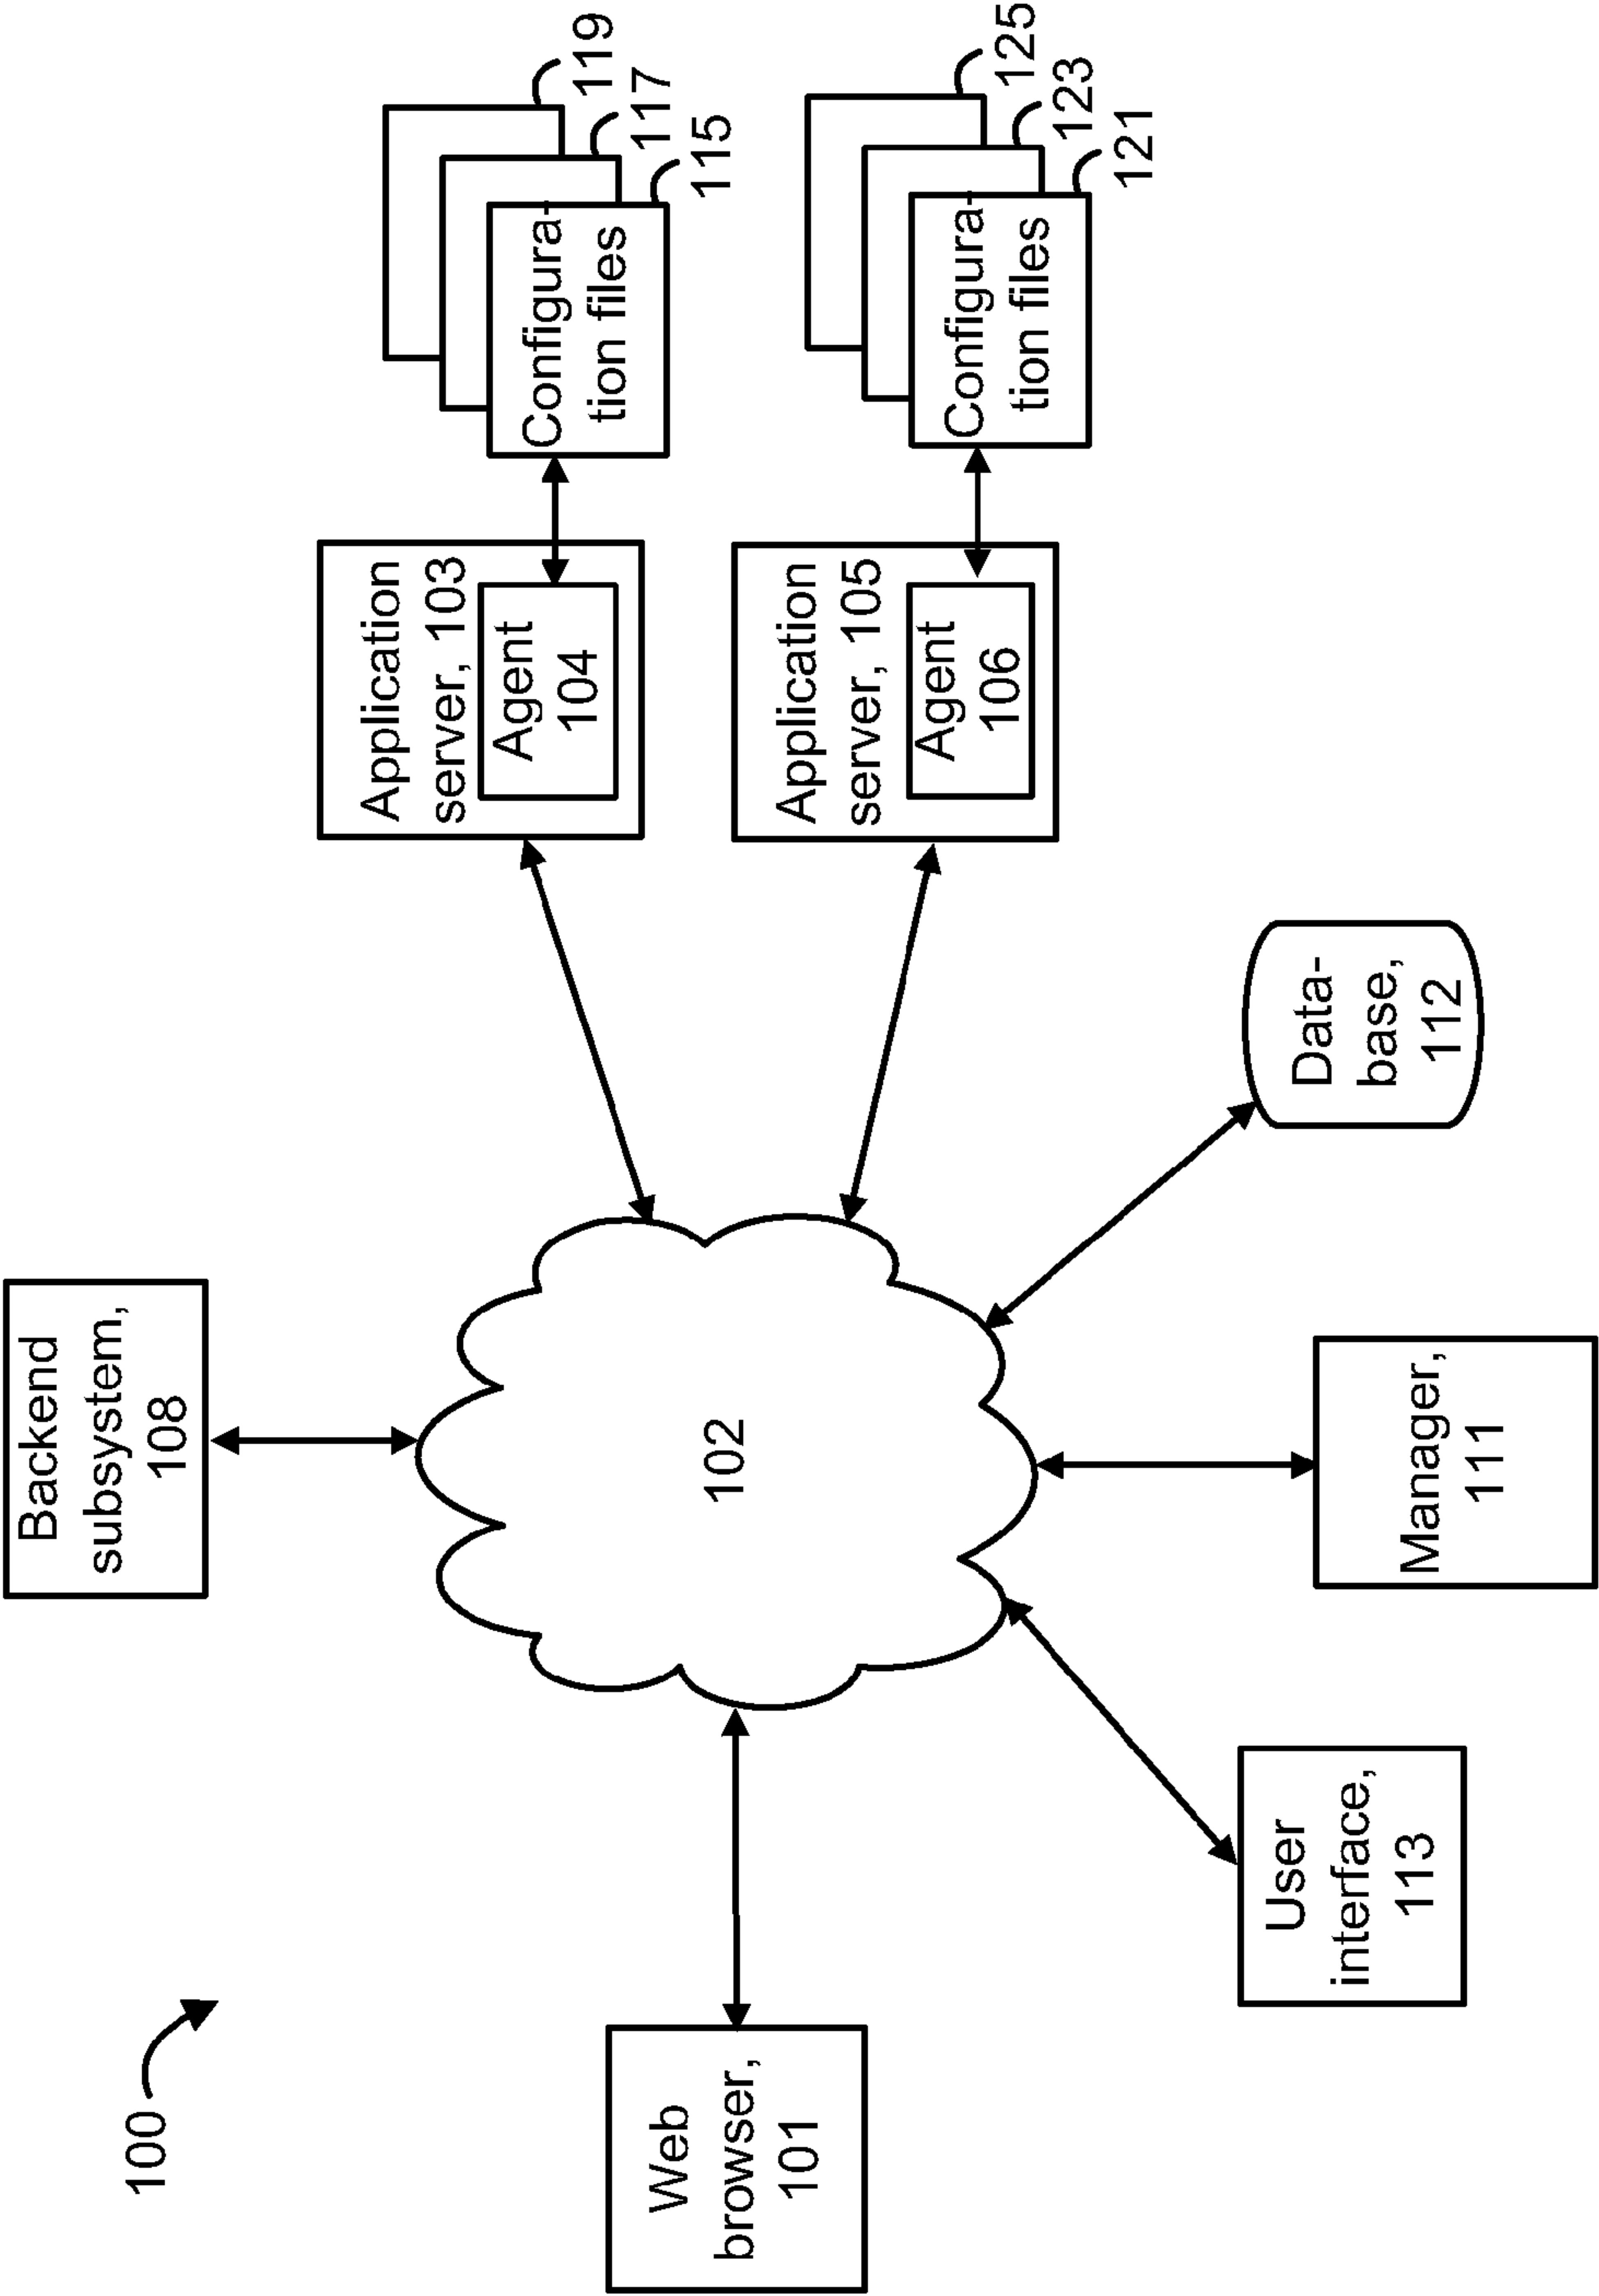 100
Backend
subsystem,
108
Web
browser,
101
102
Application
server, 103
Agent
104
Configura-
tion files
119
117
115
Application
server, 105
Agent
106
Configura-
tion files
125
123
121
User
interface,
113
Manager,
111
Data-
base,
112